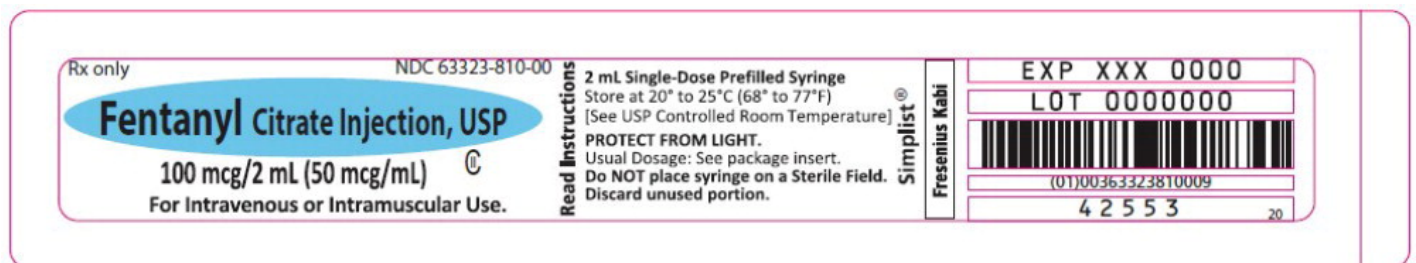 Rx only
NDC 63323-810-00
Fentanyl Citrate Injection, USP
100 mcg/2 mL (50 mcg/mL) CII
For Intravenous or Intramuscular Use.
Read Instructions
2 mL Single-Dose Prefilled Syringe
Store at 20° to 25°C (68° to 77°F)
[See USP Controlled Room Temperature]
PROTECT FROM LIGHT.
Usual Dosage: See package insert.
Do NOT place syringe on a Sterile Field.
Discard unused portion.
Simplist®
Fresenius Kabi
EXP XXX 0000
LOT 0000000
(01)00363323810009
42553
20